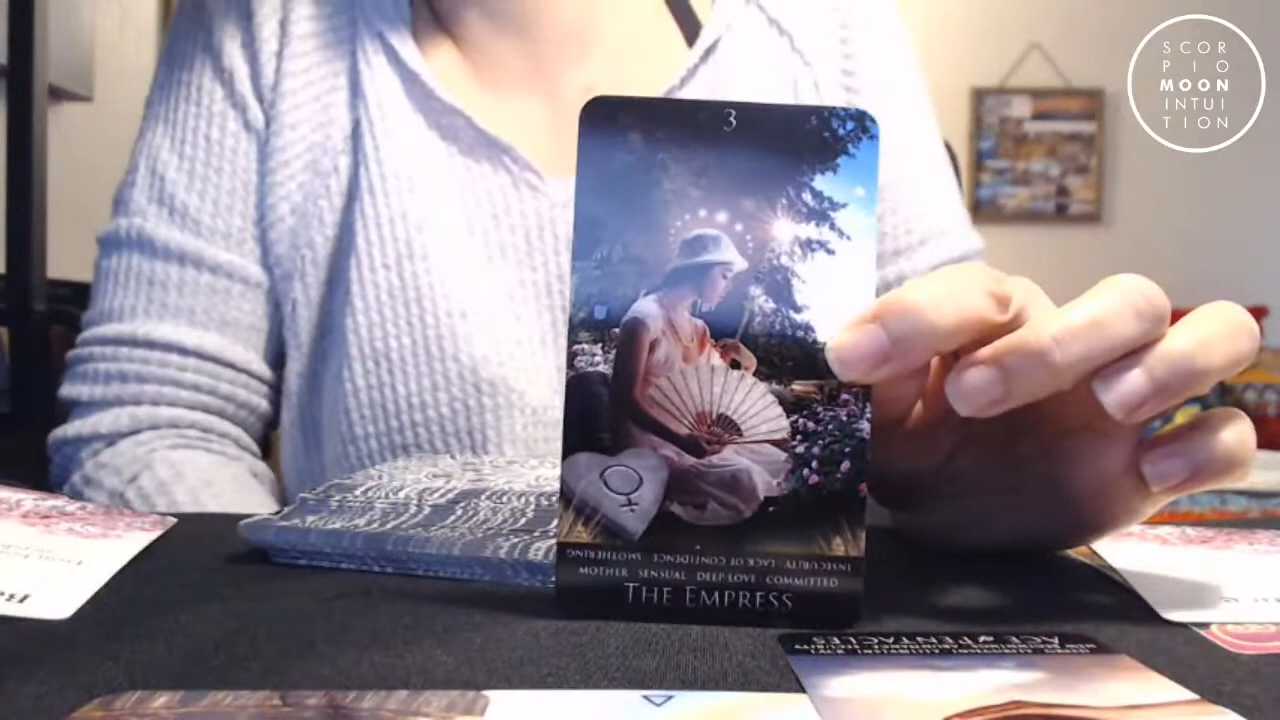 SCOR
PIO
MOON
INTUI
TION
3
INSECURITY · LACK OF CONFIDENCE · SMOTHERING
MOTHER · SENSUAL · DEEP LOVE · COMMITTED
THE EMPRESS
ACE of PENTACLES